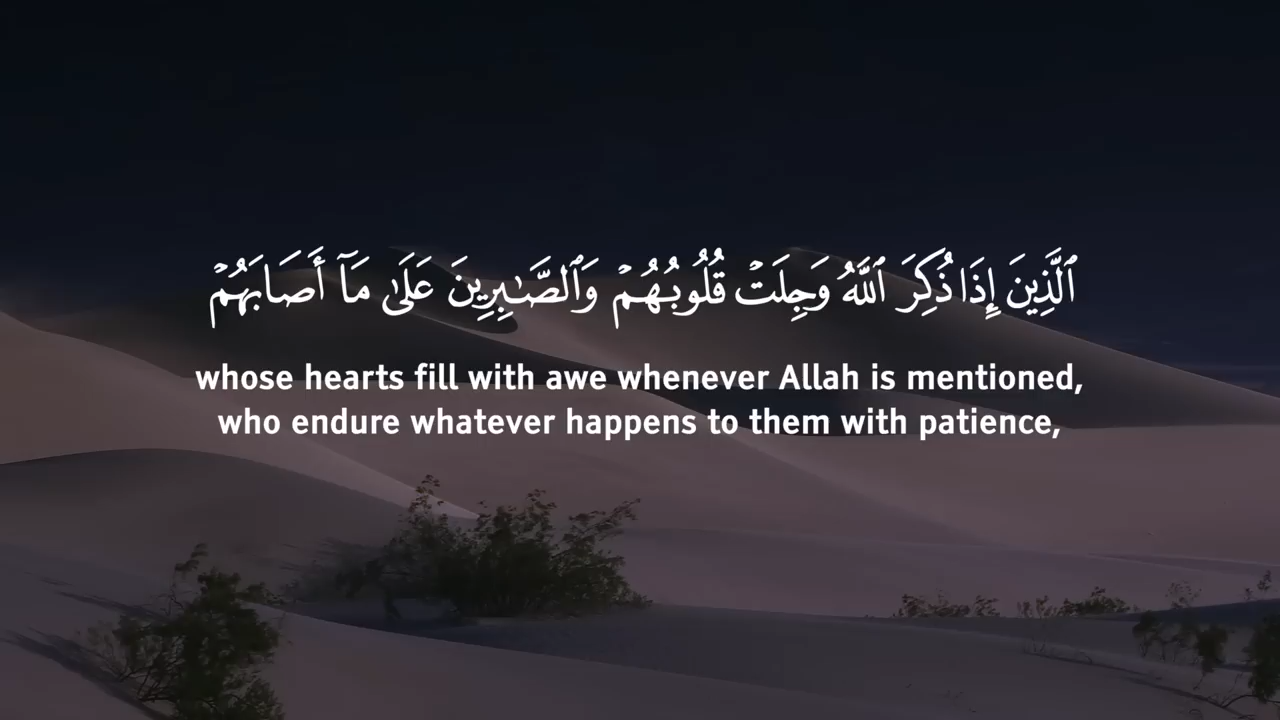 ٱلَّذِينَ إِذَا ذُكِرَ ٱللَّهُ وَجِلَتْ قُلُوبُهُمْ وَٱلصَّـٰبِرِينَ عَلَىٰ مَآ أَصَابَهُمْ
whose hearts fill with awe whenever Allah is mentioned,
who endure whatever happens to them with patience,